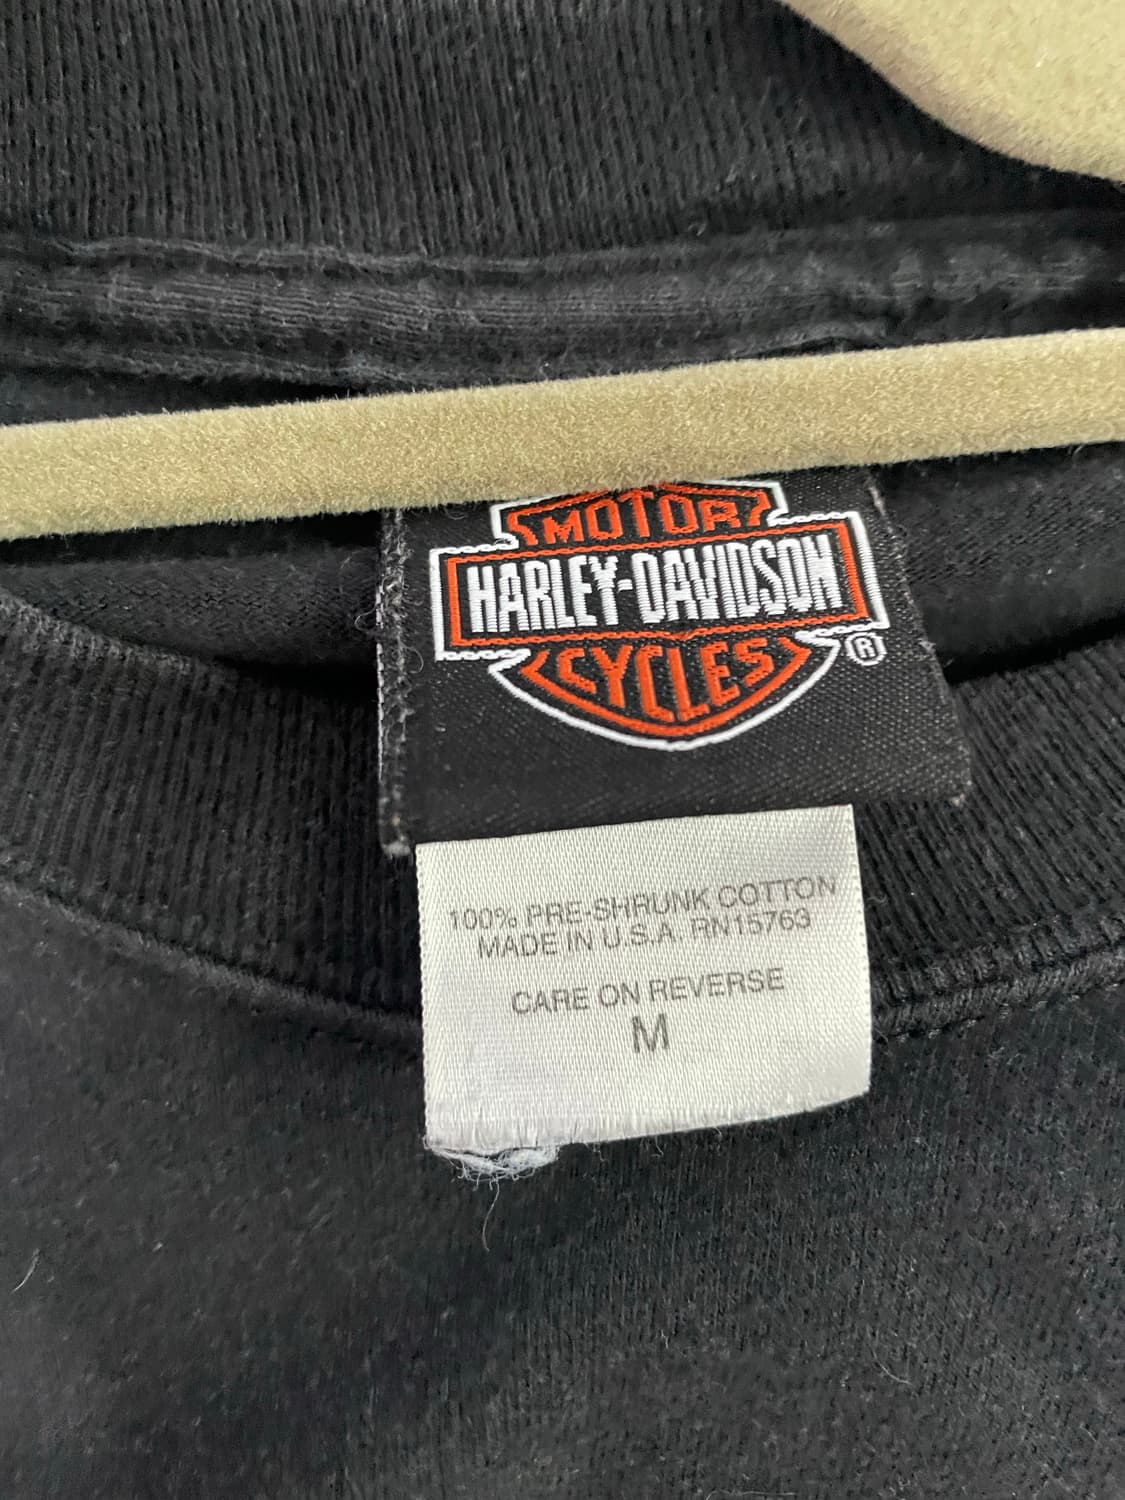 MOTOR
HARLEY-DAVIDSON
CYCLES
®
100% PRE-SHRUNK COTTON
MADE IN U.S.A. RN15763
CARE ON REVERSE
M